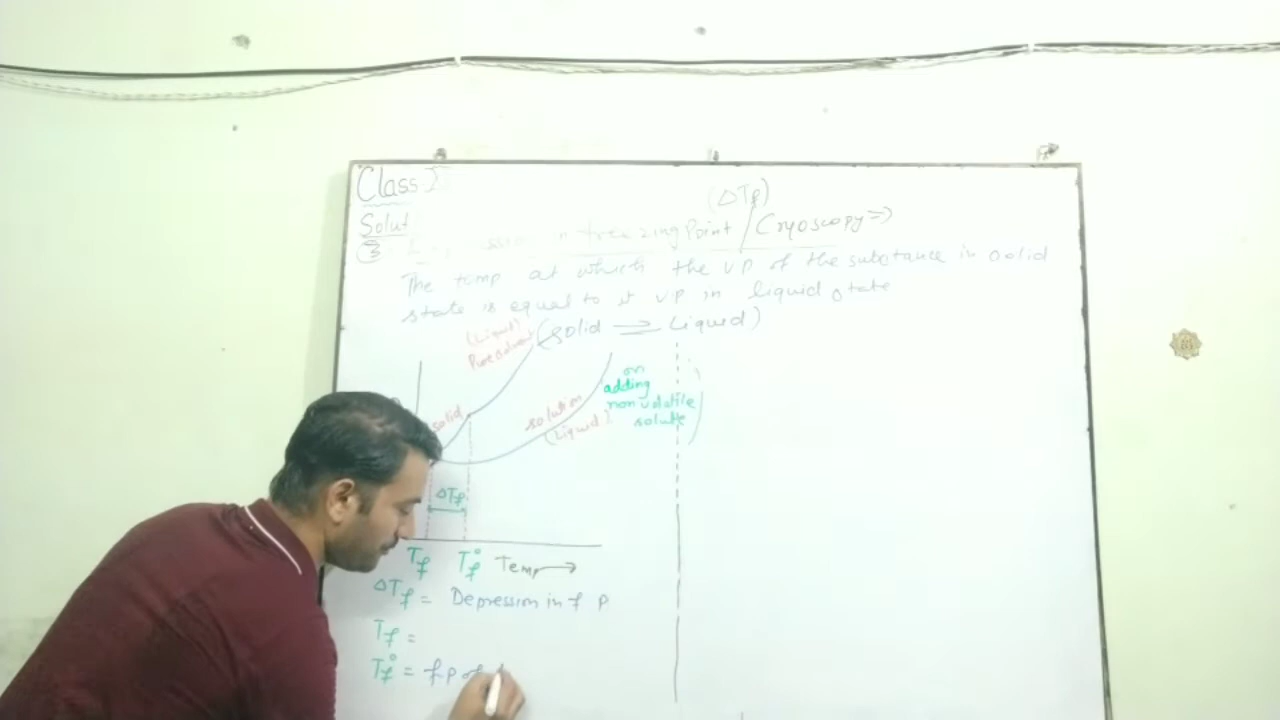 Class
Solut
(ΔTf)
③ freezing Point / Cryoscopy ⇒
The temp at which the VP of the substance in solid
state is equal to it VP in liquid state
(Solid ⇌ Liquid)
(Liquid)
Pure solvent
solid
solution
(Liquid)
on
adding
non volatile
solute
ΔTf
Tf Tf° Temp →
ΔTf = Depression in f p
Tf =
Tf° = f p of